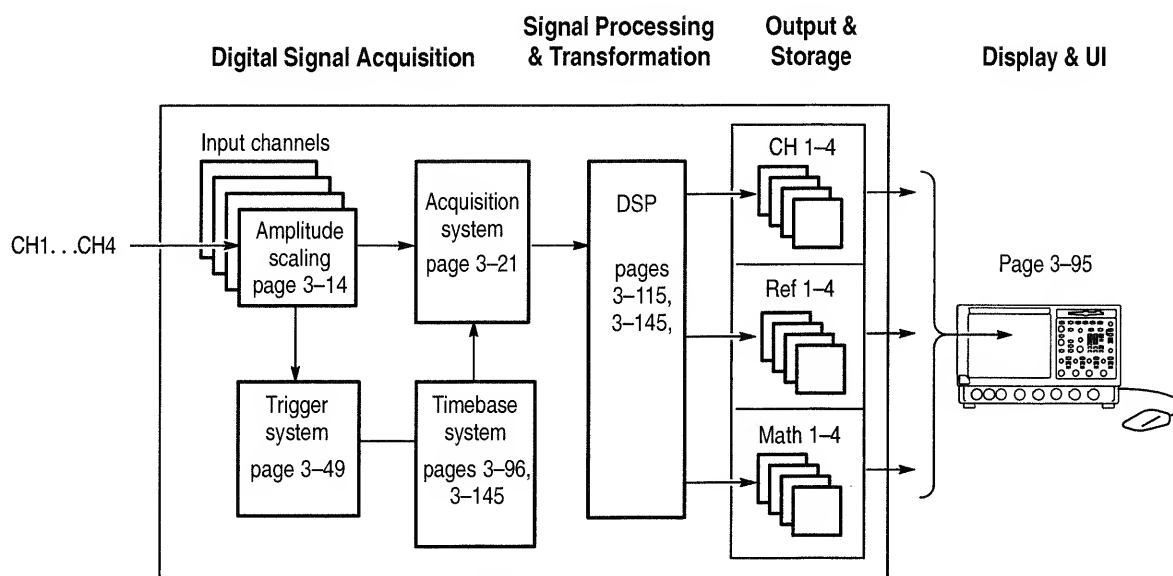 Digital Signal Acquisition
Signal Processing
& Transformation
Output &
Storage
Display & UI
Input channels
CH1...CH4
Amplitude
scaling
page 3–14
Acquisition
system
page 3–21
Trigger
system
page 3–49
Timebase
system
pages 3–96,
3–145
DSP
pages
3–115,
3–145,
CH 1–4
Ref 1–4
Math 1–4
Page 3–95